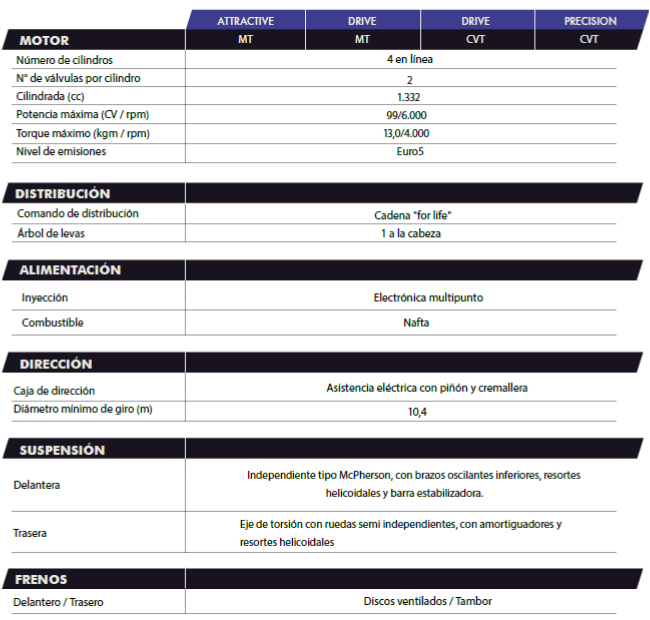 ATTRACTIVE DRIVE DRIVE PRECISION
MOTOR MT MT CVT CVT
Número de cilindros 4 en línea
N° de válvulas por cilindro 2
Cilindrada (cc) 1.332
Potencia máxima (CV / rpm) 99/6.000
Torque máximo (kgm / rpm) 13,0/4.000
Nivel de emisiones Euro5
DISTRIBUCIÓN
Comando de distribución Cadena "for life"
Árbol de levas 1 a la cabeza
ALIMENTACIÓN
Inyección Electrónica multipunto
Combustible Nafta
DIRECCIÓN
Caja de dirección Asistencia eléctrica con piñón y cremallera
Diámetro mínimo de giro (m) 10,4
SUSPENSIÓN
Delantera Independiente tipo McPherson, con brazos oscilantes inferiores, resortes
helicoidales y barra estabilizadora.
Trasera Eje de torsión con ruedas semi independientes, con amortiguadores y
resortes helicoidales
FRENOS
Delantero / Trasero Discos ventilados / Tambor